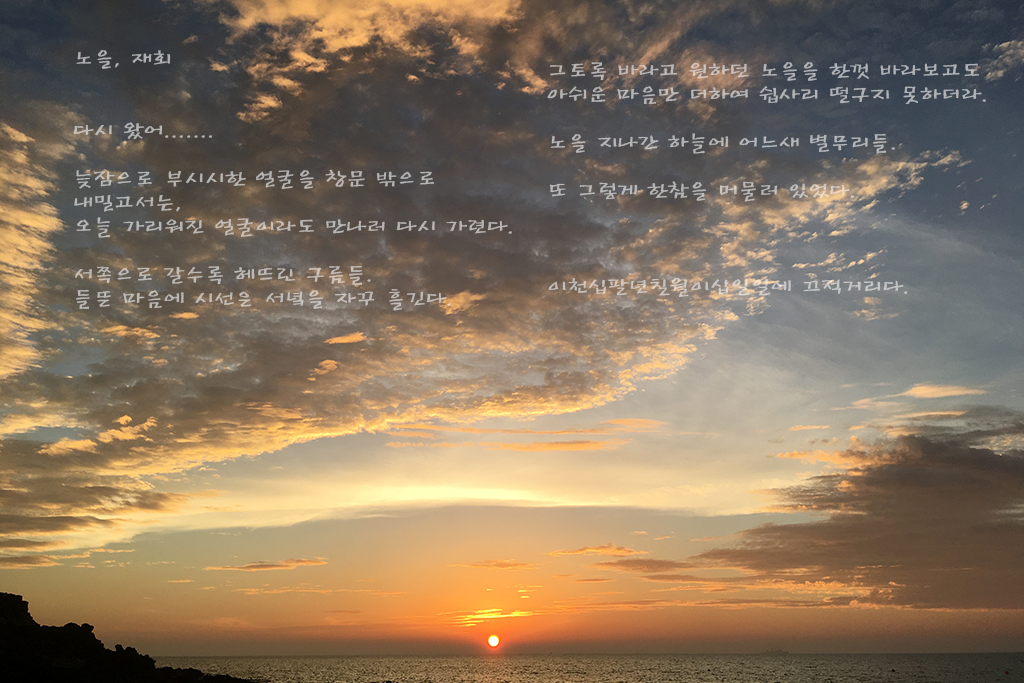 노을, 재회
다시 왔어.......
늦잠으로 부시시한 얼굴을 창문 밖으로
내밀고서는,
오늘 가리워진 얼굴이라도 만나러 다시 가련다.
서쪽으로 갈수록 헤뜨린 구름들.
들뜬 마음에 시선은 서녘을 자꾸 흘긴다.
그토록 바라고 원하던 노을을 한껏 바라보고도
아쉬운 마음만 더하여 쉽사리 떨구지 못하더라.
노을 지나간 하늘에 어느새 별무리들.
또 그렇게 한참을 머물러 있었다.
이천십팔년칠월이십일일에 끄적거리다.